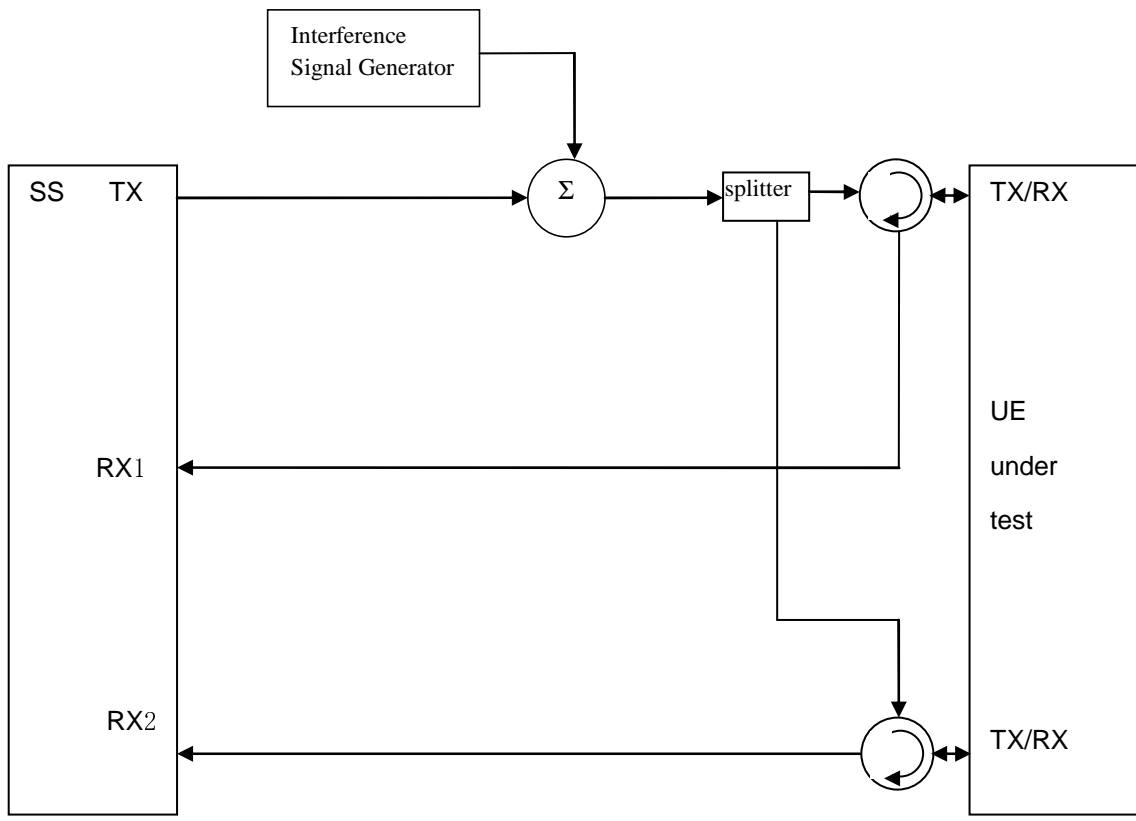 Interference
Signal Generator
SS TX
Σ
splitter
TX/RX
UE
under
test
RX1
RX2
TX/RX